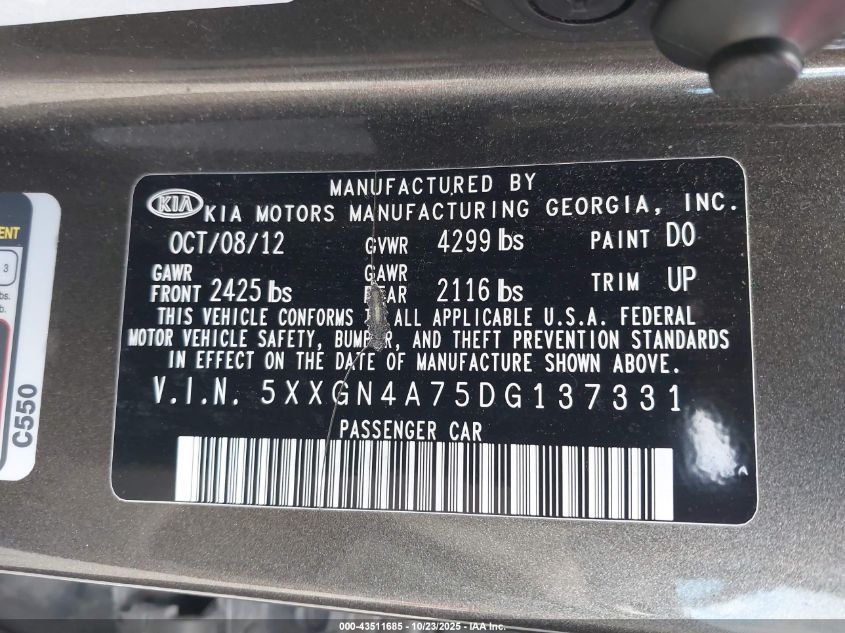 MANUFACTURED BY
KIA KIA MOTORS MANUFACTURING GEORGIA, INC.
OCT/08/12 GVWR 4299 lbs PAINT D0
GAWR FRONT 2425 lbs GAWR REAR 2116 lbs TRIM UP
THIS VEHICLE CONFORMS TO ALL APPLICABLE U.S.A. FEDERAL
MOTOR VEHICLE SAFETY, BUMPER, AND THEFT PREVENTION STANDARDS
IN EFFECT ON THE DATE OF MANUFACTURE SHOWN ABOVE.
V.I.N. 5XXGN4A75DG137331
PASSENGER CAR
ENT
3
lbs.
C550
000-43511685 - 10/23/2025 - IAA Inc.